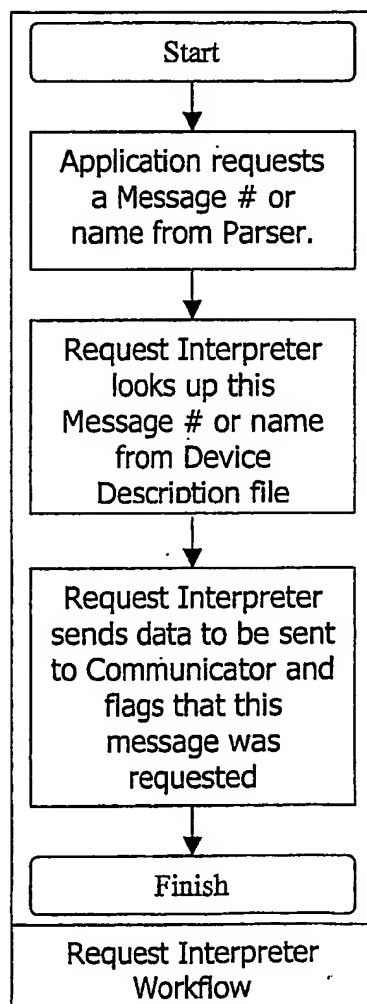 Start
Application requests
a Message # or
name from Parser.
Request Interpreter
looks up this
Message # or name
from Device
Description file
Request Interpreter
sends data to be sent
to Communicator and
flags that this
message was
requested
Finish
Request Interpreter
Workflow